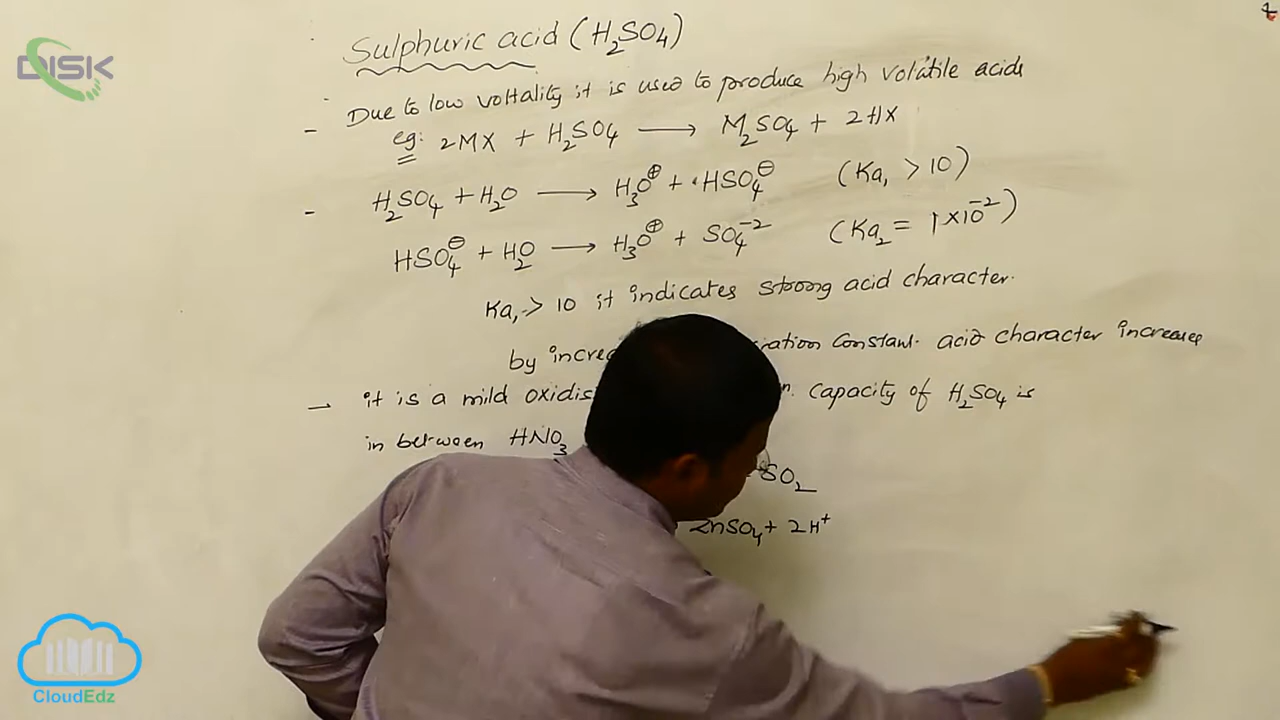 DISK
Sulphuric acid (H₂SO₄)
- Due to low voltality it is used to produce high volatile acids
eg: 2MX + H₂SO₄ → M₂SO₄ + 2HX
- H₂SO₄ + H₂O → H₃O⊕ + HSO₄⊖ (Ka₁ > 10)
HSO₄⊖ + H₂O → H₃O⊕ + SO₄⁻² (Ka₂ = 1×10⁻²)
Ka₁ > 10 it indicates strong acid character.
by constant. acid character increases
→ it is a mild capacity of H₂SO₄ is
in between HNO₃
SO₂
ZnSO₄ + 2H⁺
CloudEdz